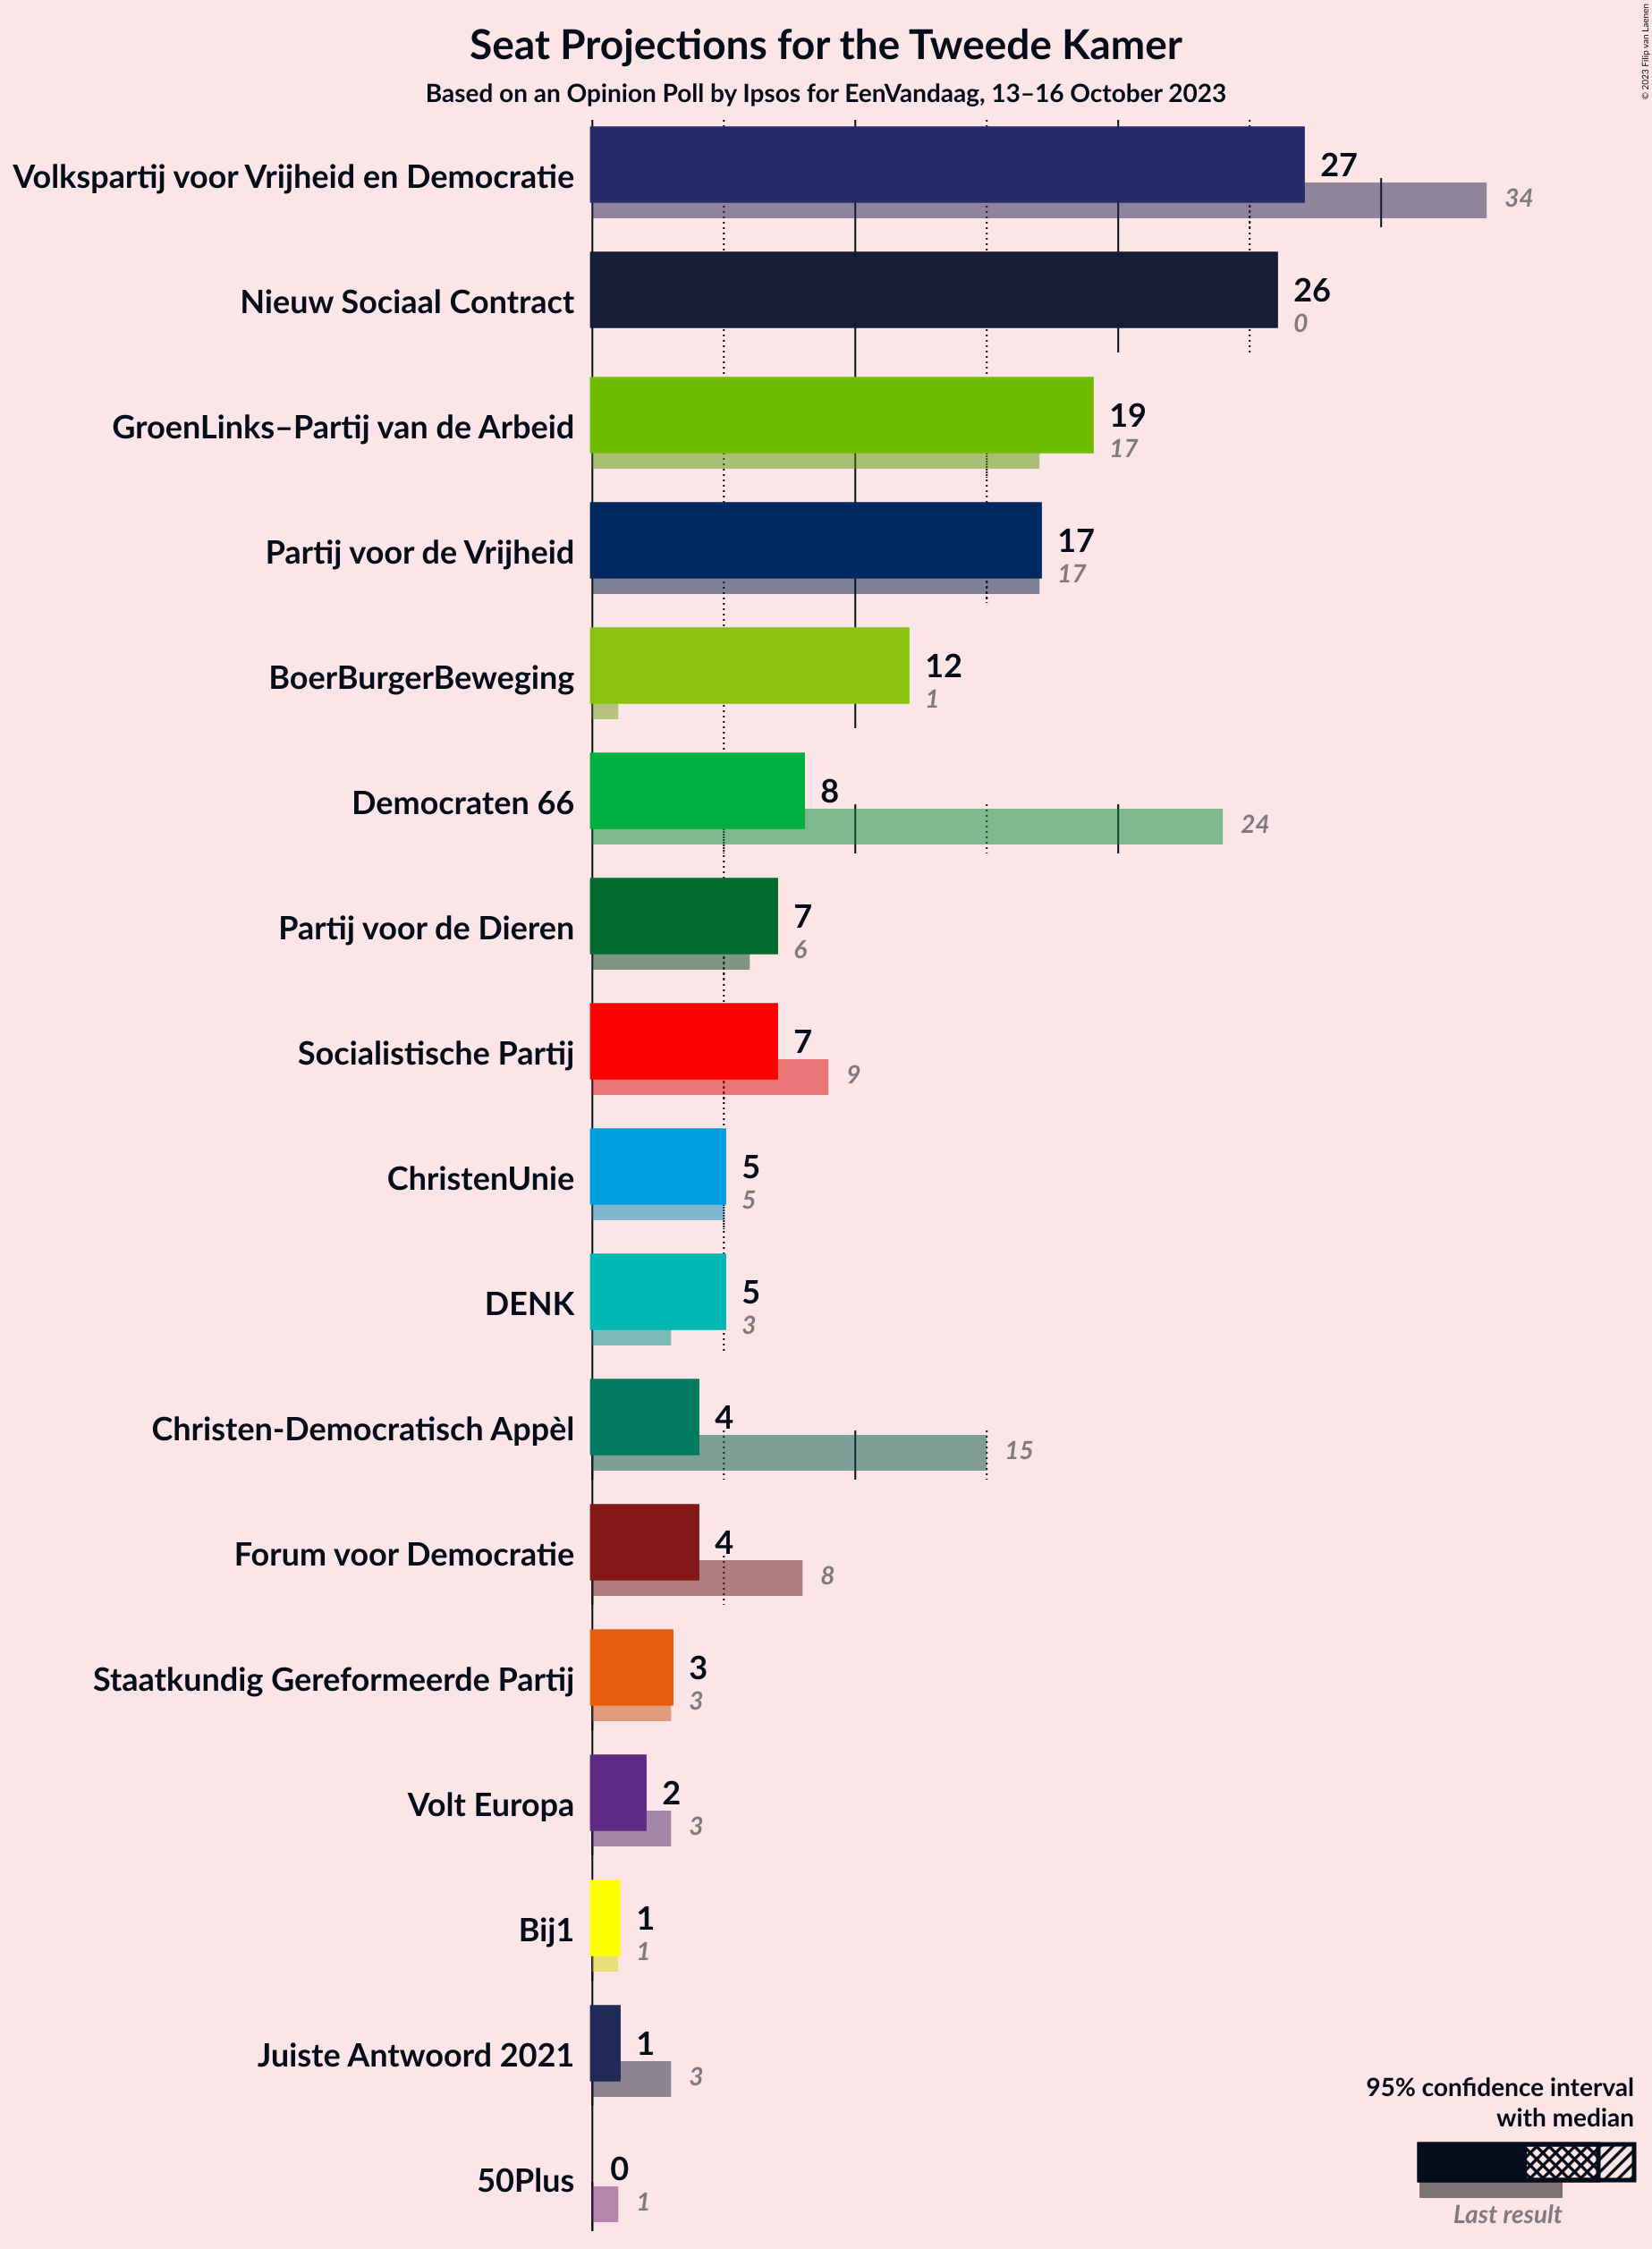 Seat Projections for the Tweede Kamer
Based on an Opinion Poll by Ipsos for EenVandaag, 13–16 October 2023
© 2023 Filip van Laenen
Volkspartij voor Vrijheid en Democratie
27
34
Nieuw Sociaal Contract
26
0
GroenLinks–Partij van de Arbeid
19
17
Partij voor de Vrijheid
17
17
BoerBurgerBeweging
12
1
Democraten 66
8
24
Partij voor de Dieren
7
6
Socialistische Partij
7
9
ChristenUnie
5
5
DENK
5
3
Christen-Democratisch Appèl
4
15
Forum voor Democratie
4
8
Staatkundig Gereformeerde Partij
3
3
Volt Europa
2
3
Bij1
1
1
Juiste Antwoord 2021
1
3
50Plus
0
1
95% confidence interval
with median
Last result